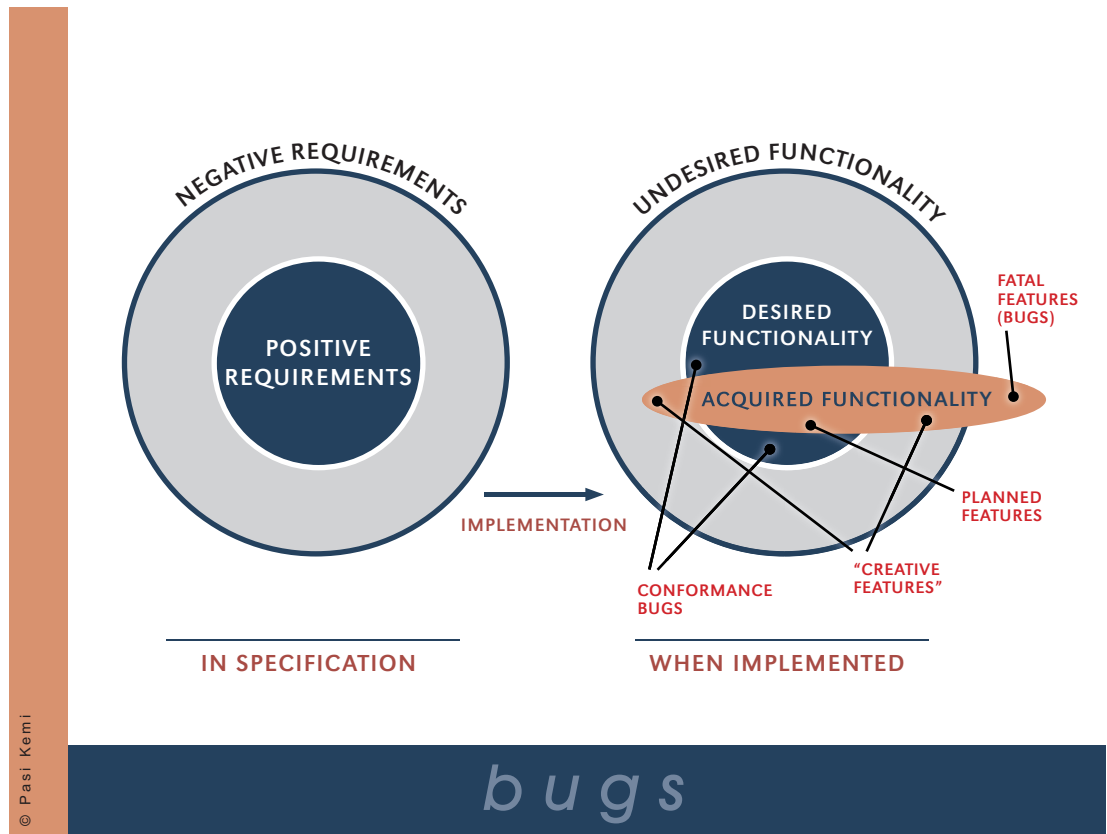 NEGATIVE REQUIREMENTS
POSITIVE
REQUIREMENTS
IMPLEMENTATION
UNDESIRED FUNCTIONALITY
DESIRED
FUNCTIONALITY
ACQUIRED FUNCTIONALITY
FATAL
FEATURES
(BUGS)
PLANNED
FEATURES
“CREATIVE
FEATURES”
CONFORMANCE
BUGS
IN SPECIFICATION
WHEN IMPLEMENTED
© Pasi Kemi
bugs